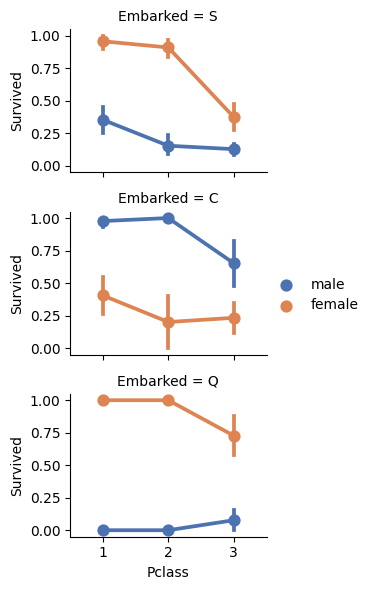 Embarked = S
1.00
0.75
0.50
0.25
0.00
Survived
Embarked = C
1.00
0.75
0.50
0.25
0.00
Survived
male
female
Embarked = Q
1.00
0.75
0.50
0.25
0.00
Survived
1 2 3
Pclass